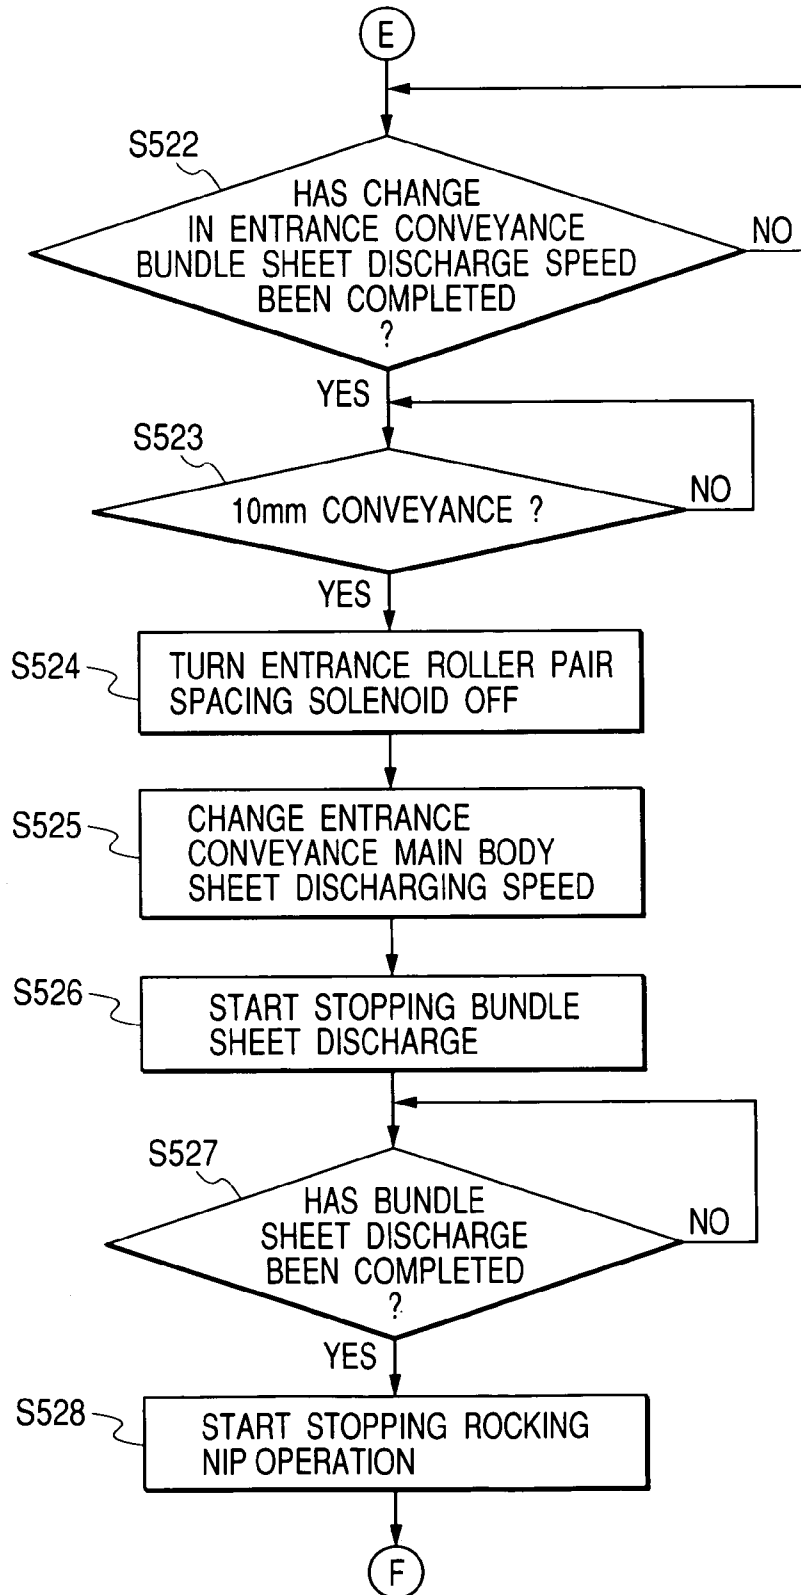 E
S522
HAS CHANGE
IN ENTRANCE CONVEYANCE
BUNDLE SHEET DISCHARGE SPEED
BEEN COMPLETED
?
NO
YES
S523
10mm CONVEYANCE ?
NO
YES
S524
TURN ENTRANCE ROLLER PAIR
SPACING SOLENOID OFF
S525
CHANGE ENTRANCE
CONVEYANCE MAIN BODY
SHEET DISCHARGING SPEED
S526
START STOPPING BUNDLE
SHEET DISCHARGE
S527
HAS BUNDLE
SHEET DISCHARGE
BEEN COMPLETED
?
NO
YES
S528
START STOPPING ROCKING
NIP OPERATION
F